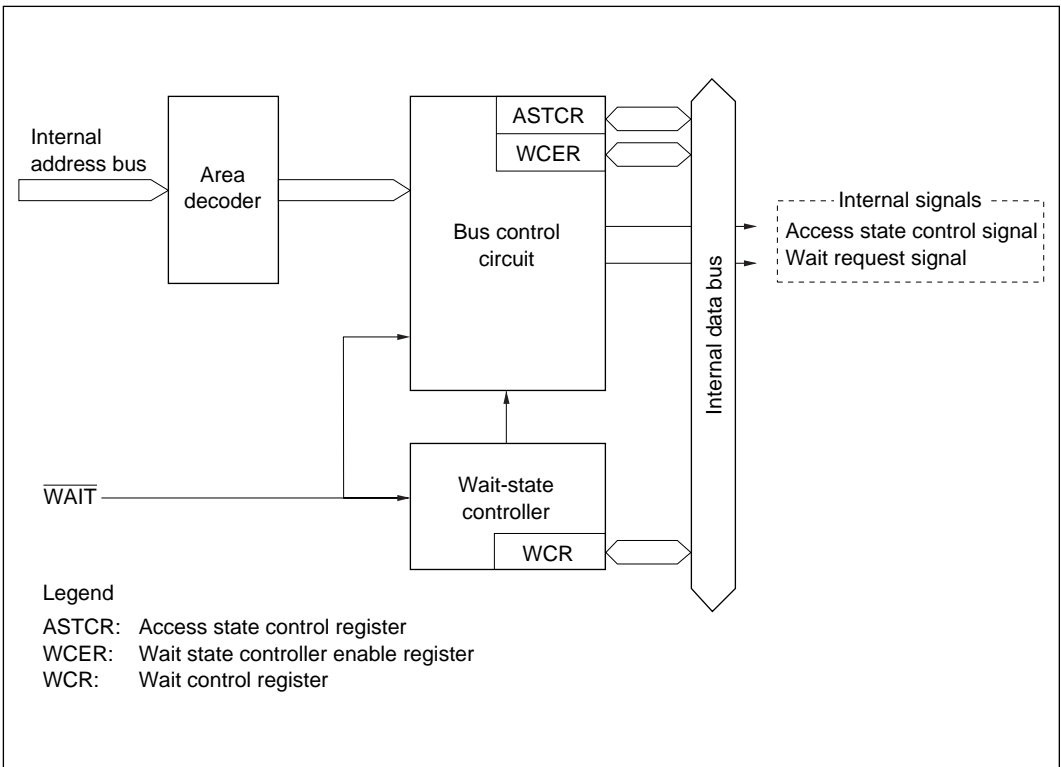 Internal
address bus
Area
decoder
ASTCR
WCER
Bus control
circuit
Internal data bus
Internal signals
Access state control signal
Wait request signal
WAIT
Wait-state
controller
WCR
Legend
ASTCR: Access state control register
WCER: Wait state controller enable register
WCR: Wait control register